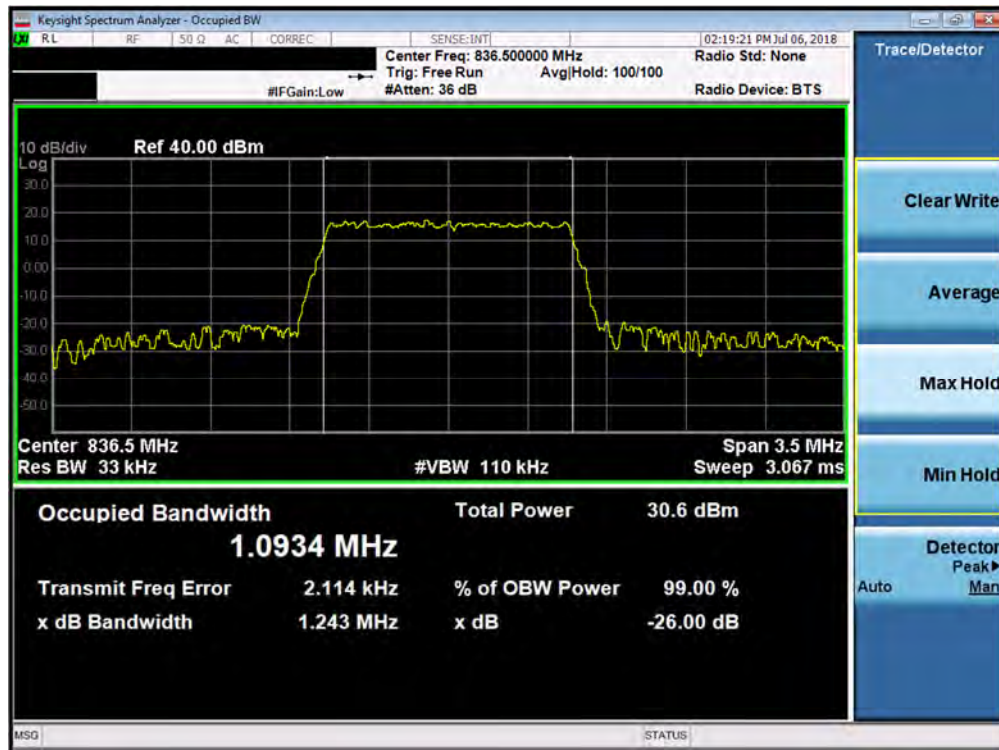 Keysight Spectrum Analyzer - Occupied BW
LXI RL RF 50 Ω AC CORREC SENSE:INT 02:19:21 PM Jul 06, 2018
Center Freq: 836.500000 MHz Radio Std: None
Trig: Free Run Avg|Hold: 100/100
#IFGain:Low #Atten: 36 dB Radio Device: BTS
10 dB/div Ref 40.00 dBm
Log
30.0
20.0
10.0
0.00
-10.0
-20.0
-30.0
-40.0
-50.0
Center 836.5 MHz Span 3.5 MHz
Res BW 33 kHz #VBW 110 kHz Sweep 3.067 ms
Occupied Bandwidth Total Power 30.6 dBm
1.0934 MHz
Transmit Freq Error 2.114 kHz % of OBW Power 99.00 %
x dB Bandwidth 1.243 MHz x dB -26.00 dB
MSG STATUS
Trace/Detector
Clear Write
Average
Max Hold
Min Hold
Detector
Peak▶
Auto Man